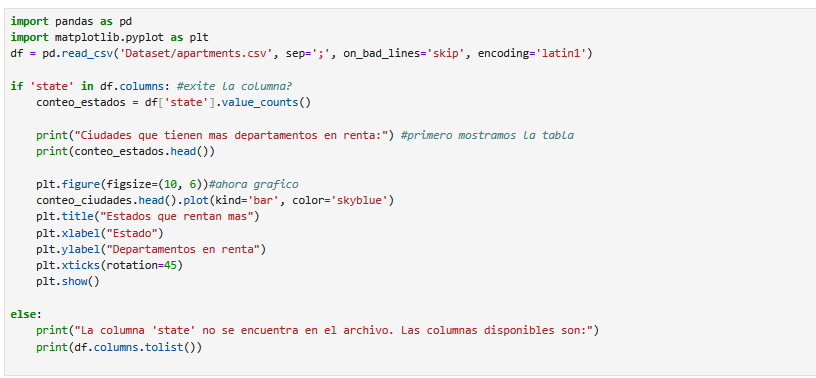 import pandas as pd
import matplotlib.pyplot as plt
df = pd.read_csv('Dataset/apartments.csv', sep=';', on_bad_lines='skip', encoding='latin1')

if 'state' in df.columns: #exite la columna?
    conteo_estados = df['state'].value_counts()

    print("Ciudades que tienen mas departamentos en renta:") #primero mostramos la tabla
    print(conteo_estados.head())

    plt.figure(figsize=(10, 6))#ahora grafico
    conteo_ciudades.head().plot(kind='bar', color='skyblue')
    plt.title("Estados que rentan mas")
    plt.xlabel("Estado")
    plt.ylabel("Departamentos en renta")
    plt.xticks(rotation=45)
    plt.show()

else:
    print("La columna 'state' no se encuentra en el archivo. Las columnas disponibles son:")
    print(df.columns.tolist())